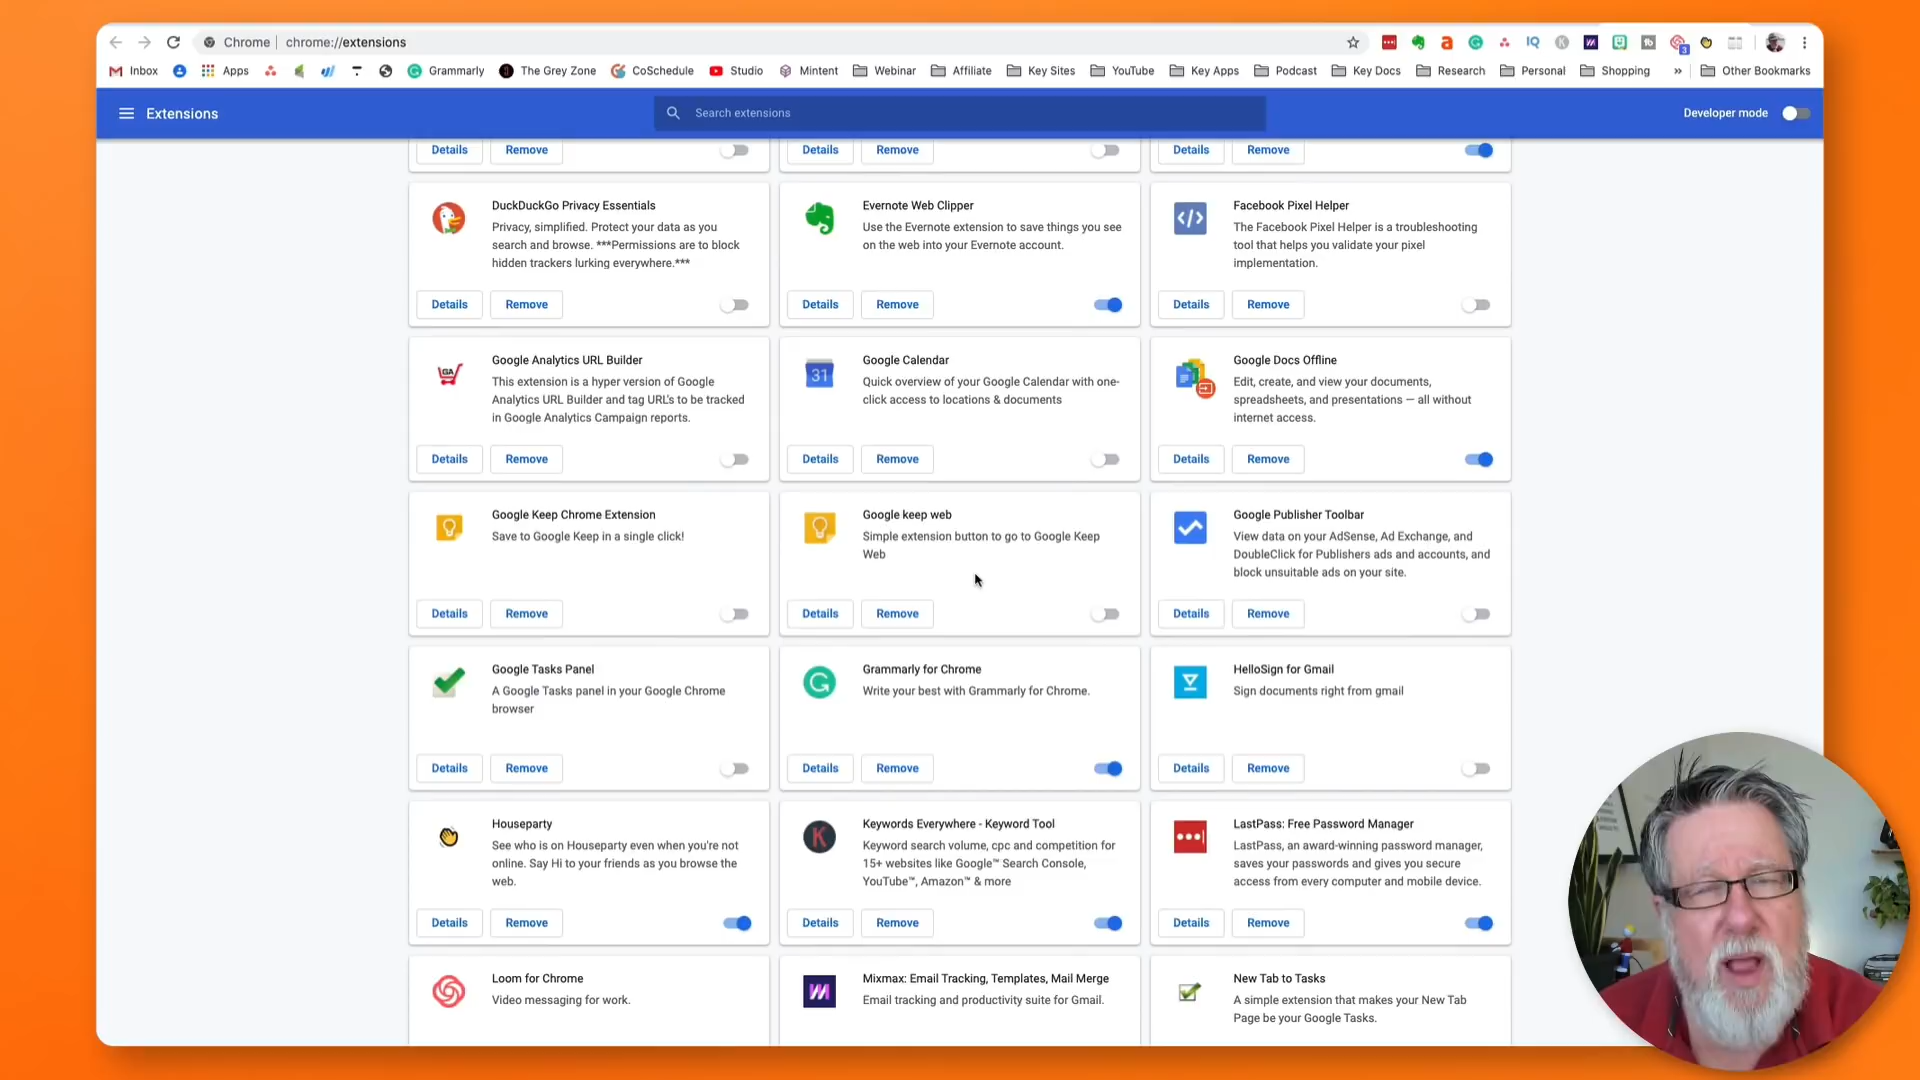 Chrome chrome://extensions
Inbox Apps Grammarly The Grey Zone CoSchedule Studio Mintent Webinar Affiliate Key Sites YouTube Key Apps Podcast Key Docs Research Personal Shopping » Other Bookmarks
Extensions Search extensions Developer mode
Details Remove Details Remove Details Remove
DuckDuckGo Privacy Essentials
Privacy, simplified. Protect your data as you
search and browse. ***Permissions are to block
hidden trackers lurking everywhere.***
Details Remove
Evernote Web Clipper
Use the Evernote extension to save things you see
on the web into your Evernote account.
Details Remove
Facebook Pixel Helper
The Facebook Pixel Helper is a troubleshooting
tool that helps you validate your pixel
implementation.
Details Remove
GA
Google Analytics URL Builder
This extension is a hyper version of Google
Analytics URL Builder and tag URL's to be tracked
in Google Analytics Campaign reports.
Details Remove
31
Google Calendar
Quick overview of your Google Calendar with one-
click access to locations & documents
Details Remove
Google Docs Offline
Edit, create, and view your documents,
spreadsheets, and presentations — all without
internet access.
Details Remove
Google Keep Chrome Extension
Save to Google Keep in a single click!
Details Remove
Google keep web
Simple extension button to go to Google Keep
Web
Details Remove
Google Publisher Toolbar
View data on your AdSense, Ad Exchange, and
DoubleClick for Publishers ads and accounts, and
block unsuitable ads on your site.
Details Remove
Google Tasks Panel
A Google Tasks panel in your Google Chrome
browser
Details Remove
Grammarly for Chrome
Write your best with Grammarly for Chrome.
Details Remove
HelloSign for Gmail
Sign documents right from gmail
Details Remove
Houseparty
See who is on Houseparty even when you're not
online. Say Hi to your friends as you browse the
web.
Details Remove
K
Keywords Everywhere - Keyword Tool
Keyword search volume, cpc and competition for
15+ websites like Google™ Search Console,
YouTube™, Amazon™ & more
Details Remove
LastPass: Free Password Manager
LastPass, an award-winning password manager,
saves your passwords and gives you secure
access from every computer and mobile device.
Details Remove
Loom for Chrome
Video messaging for work.
Mixmax: Email Tracking, Templates, Mail Merge
Email tracking and productivity suite for Gmail.
New Tab to Tasks
A simple extension that makes your New Tab
Page be your Google Tasks.